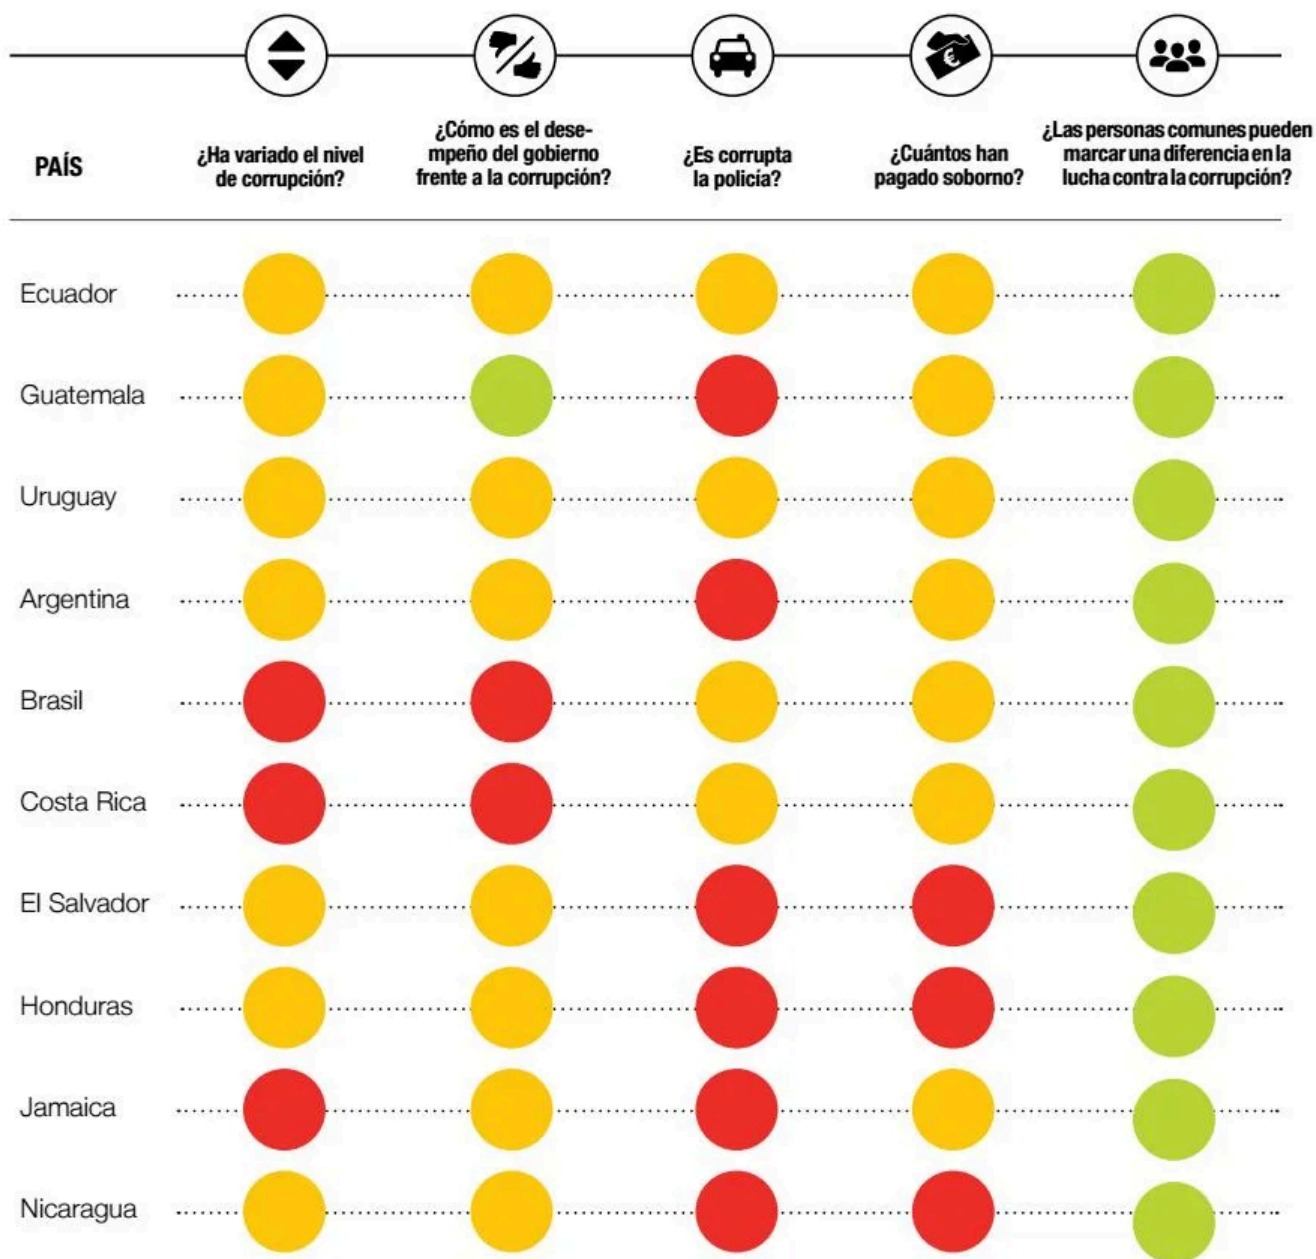 PAÍS
¿Ha variado el nivel
de corrupción?
¿Cómo es el dese-
mpeño del gobierno
frente a la corrupción?
¿Es corrupta
la policía?
€
¿Cuántos han
pagado soborno?
¿Las personas comunes pueden
marcar una diferencia en la
lucha contra la corrupción?
Ecuador
Guatemala
Uruguay
Argentina
Brasil
Costa Rica
El Salvador
Honduras
Jamaica
Nicaragua